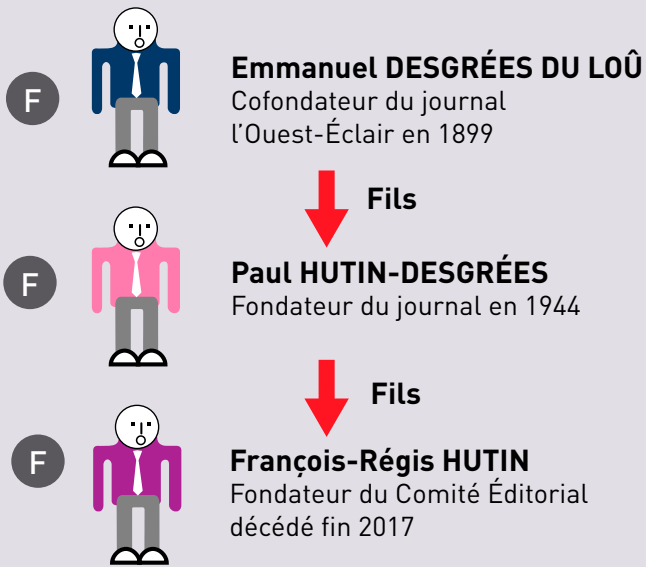 F
Emmanuel DESGRÉES DU LOÛ
Cofondateur du journal
l'Ouest-Éclair en 1899
Fils
F
Paul HUTIN-DESGRÉES
Fondateur du journal en 1944
Fils
F
François-Régis HUTIN
Fondateur du Comité Éditorial
décédé fin 2017